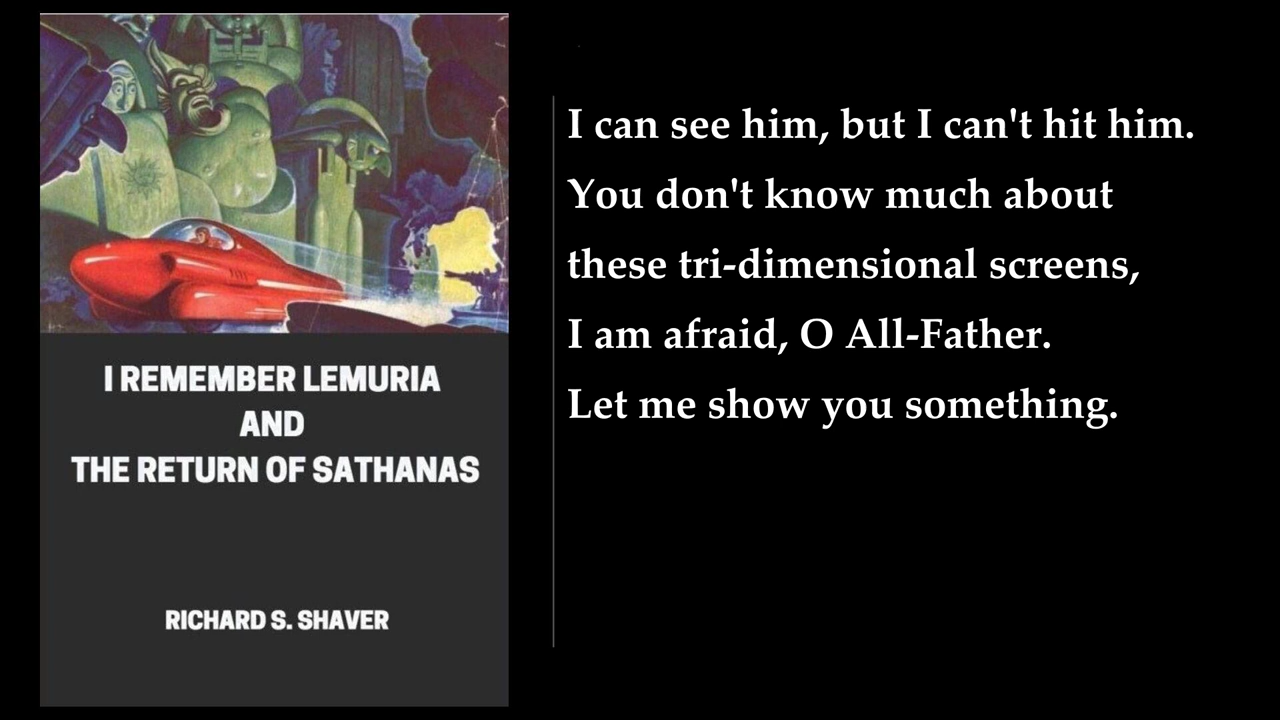 I REMEMBER LEMURIA
AND
THE RETURN OF SATHANAS
RICHARD S. SHAVER
I can see him, but I can't hit him.
You don't know much about
these tri-dimensional screens,
I am afraid, O All-Father.
Let me show you something.